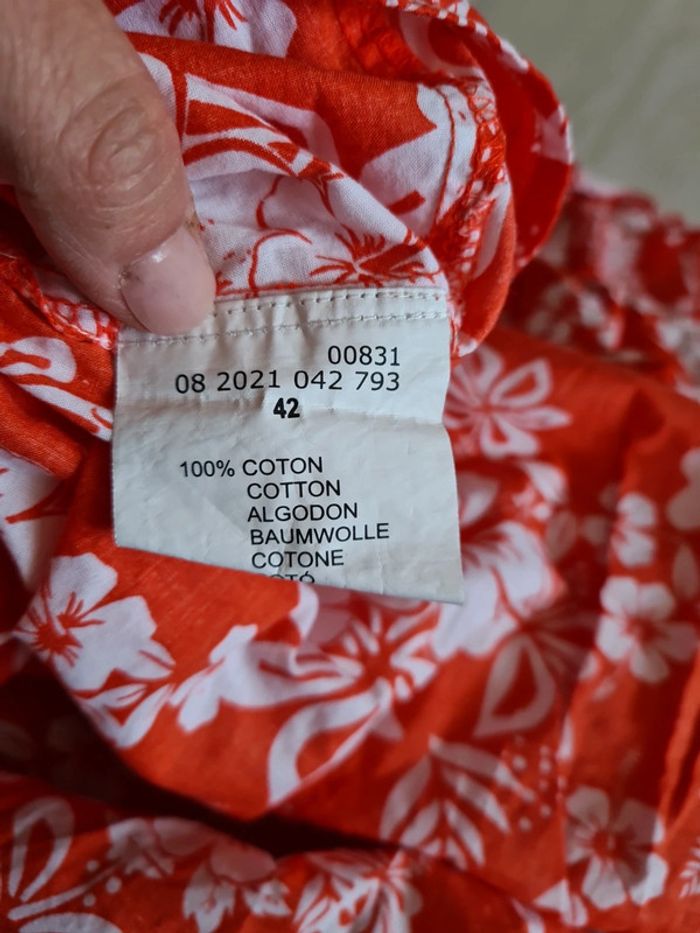 00831
08 2021 042 793
42
100% COTON
COTTON
ALGODON
BAUMWOLLE
COTONE